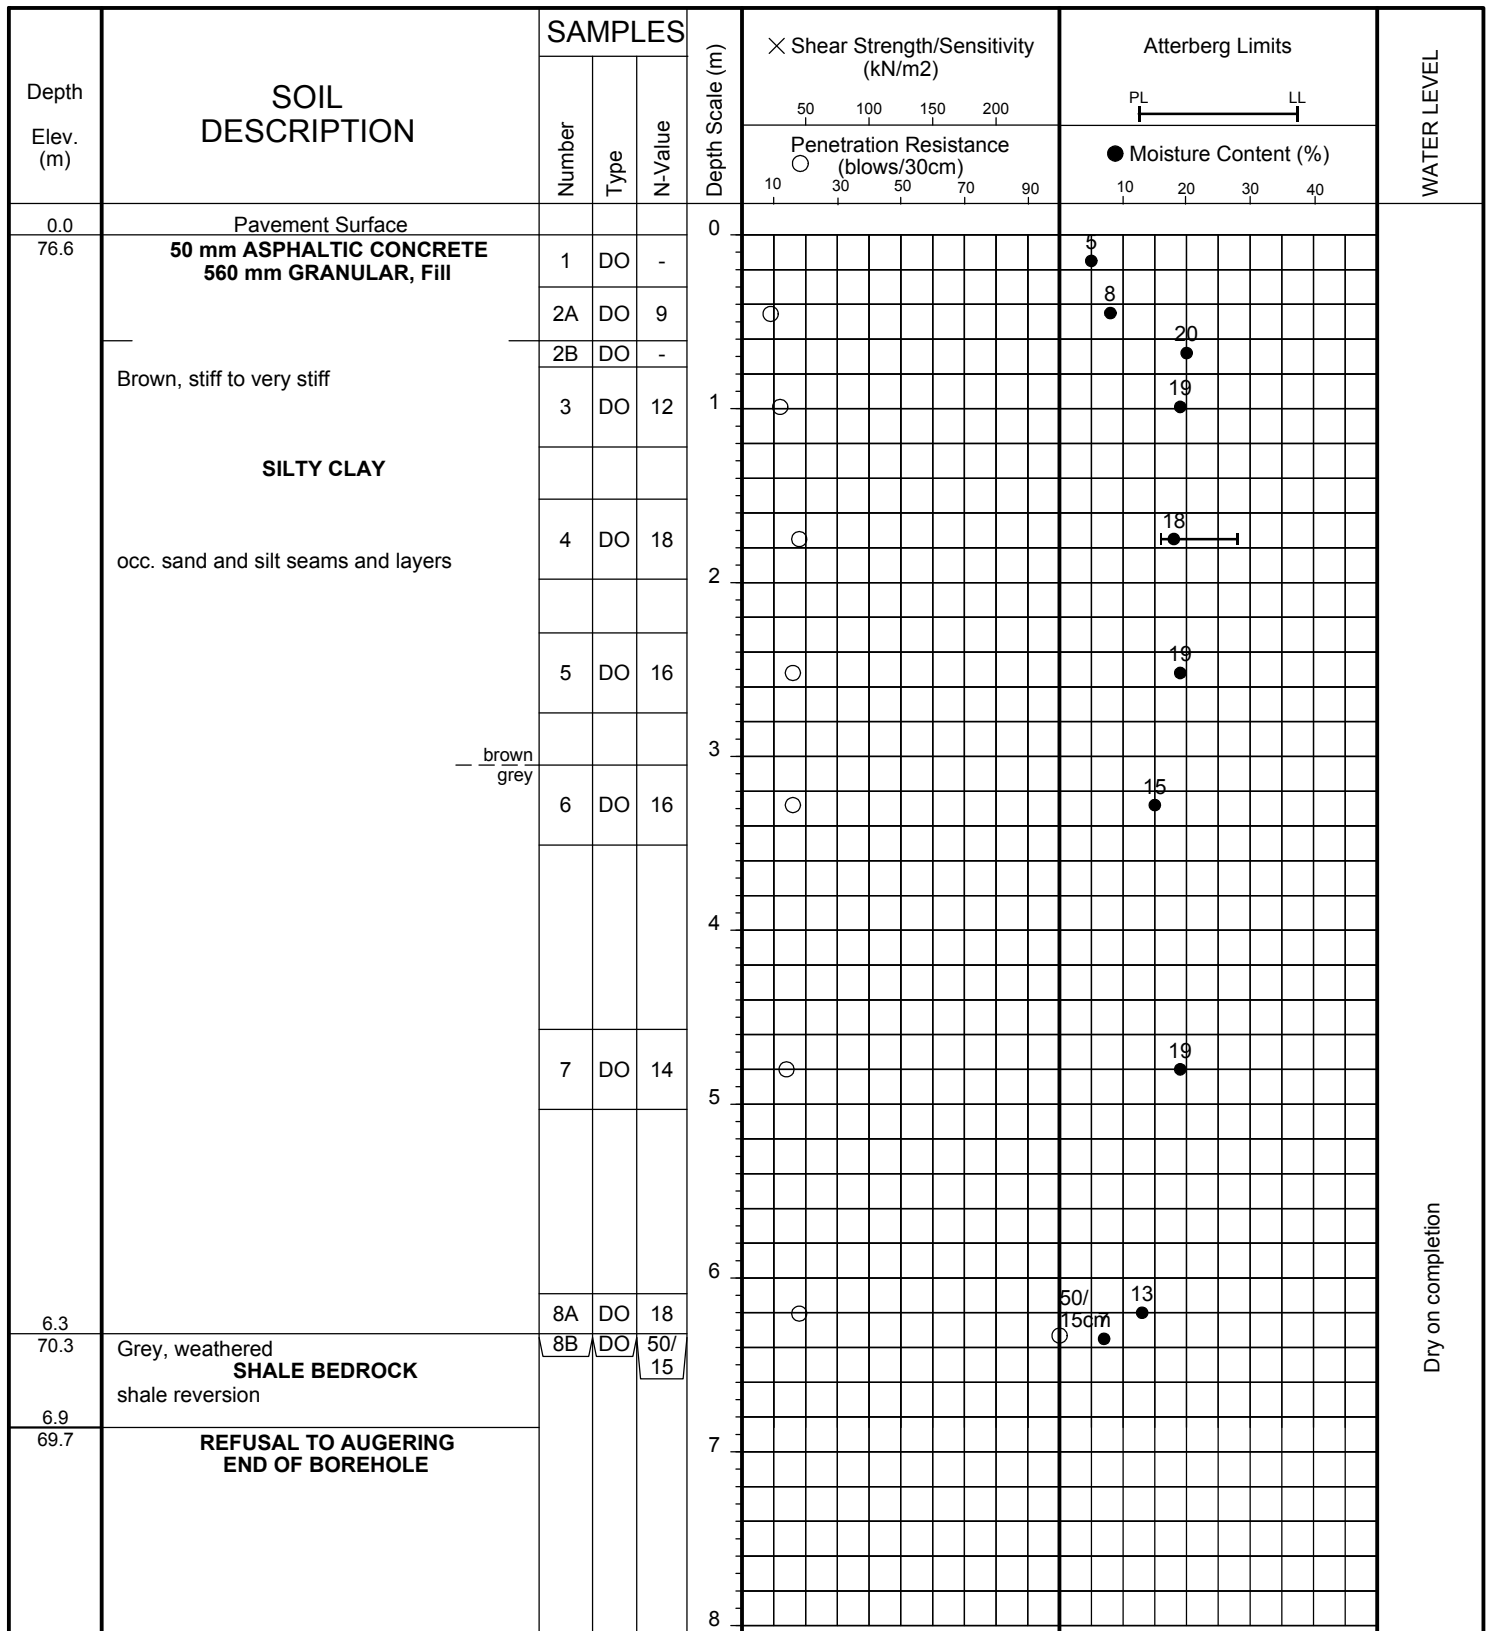 Depth
Elev.
(m)
SOIL
DESCRIPTION
SAMPLES
Number
Type
N-Value
Depth Scale (m)
× Shear Strength/Sensitivity
(kN/m2)
50 100 150 200
Penetration Resistance
(blows/30cm)
10 30 50 70 90
Atterberg Limits
PL LL
Moisture Content (%)
10 20 30 40
WATER LEVEL
0.0 Pavement Surface 0
76.6 50 mm ASPHALTIC CONCRETE
560 mm GRANULAR, Fill
1 DO - 5
2A DO 9 8
2B DO - 20
Brown, stiff to very stiff
3 DO 12 1 19
SILTY CLAY
4 DO 18 18
occ. sand and silt seams and layers
2
5 DO 16 19
brown 3
grey
6 DO 16 15
4
7 DO 14 19
5
6
8A DO 18 13
50/
15cm 7
6.3
70.3 Grey, weathered 8B DO 50/
15
SHALE BEDROCK
shale reversion
6.9
69.7 REFUSAL TO AUGERING 7
END OF BOREHOLE
8
Dry on completion